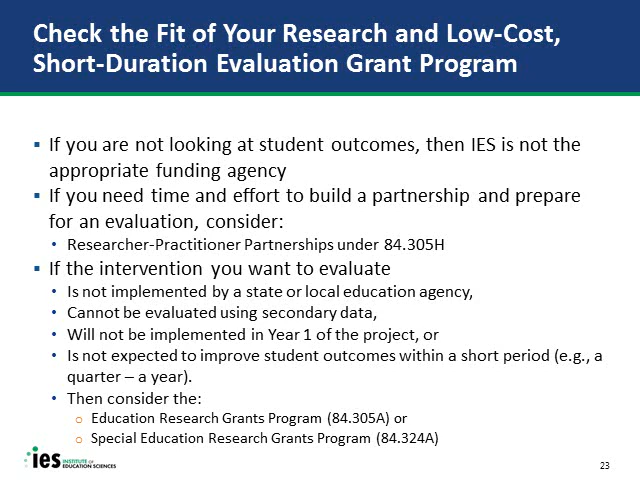 Check the Fit of Your Research and Low-Cost,
Short-Duration Evaluation Grant Program
▪ If you are not looking at student outcomes, then IES is not the
appropriate funding agency
▪ If you need time and effort to build a partnership and prepare
for an evaluation, consider:
• Researcher-Practitioner Partnerships under 84.305H
▪ If the intervention you want to evaluate
• Is not implemented by a state or local education agency,
• Cannot be evaluated using secondary data,
• Will not be implemented in Year 1 of the project, or
• Is not expected to improve student outcomes within a short period (e.g., a
quarter – a year).
• Then consider the:
o Education Research Grants Program (84.305A) or
o Special Education Research Grants Program (84.324A)
ies INSTITUTE OF
EDUCATION SCIENCES
23